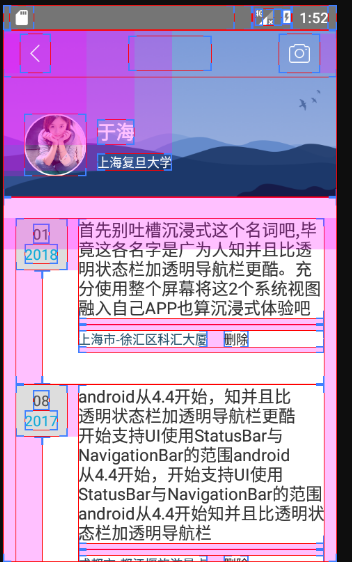 1:52
于海
上海复旦大学
01
2018
首先别吐槽沉浸式这个名词吧,毕
竟这各名字是广为人知并且比透
明状态栏加透明导航栏更酷。充
分使用整个屏幕将这2个系统视图
融入自己APP也算沉浸式体验吧
上海市-徐汇区科汇大厦 删除
08
2017
android从4.4开始，知并且比
透明状态栏加透明导航栏更酷
开始支持UI使用StatusBar与
NavigationBar的范围android
从4.4开始，开始支持UI使用
StatusBar与NavigationBar的范围
android从4.4开始知并且比透明状
态栏加透明导航栏